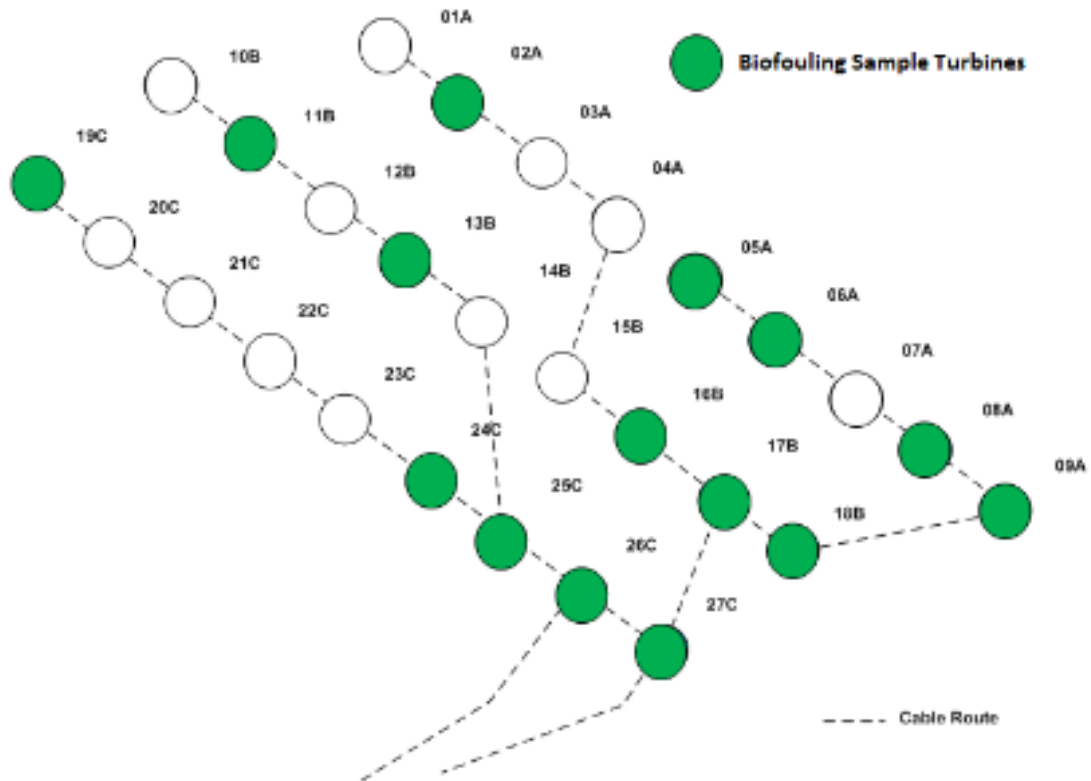 01A
10B
02A
Biofouling Sample Turbines
11B
03A
19C
12B
04A
20C
13B
05A
21C
14B
06A
22C
15B
07A
23C
16B
08A
24C
17B
09A
25C
18B
26C
27C
Cable Route